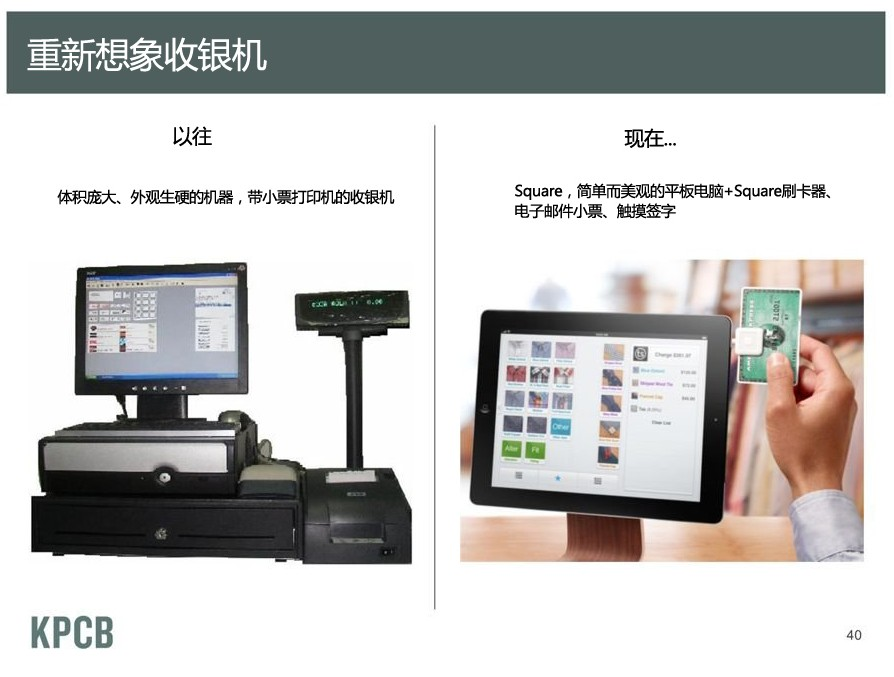 重新想象收银机
以往
体积庞大、外观生硬的机器，带小票打印机的收银机
现在...
Square，简单而美观的平板电脑+Square刷卡器、
电子邮件小票、触摸签字
Other
Alter
Fit
KPCB
40